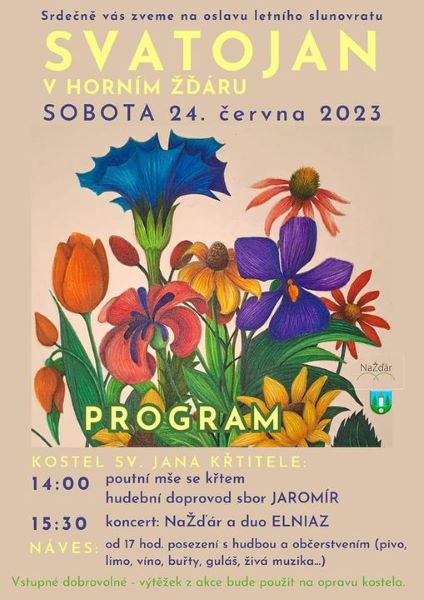 Srdečně vás zveme na oslavu letního slunovratu
SVATOJAN
V HORNÍM ŽĎÁRU
SOBOTA 24. června 2023
NaŽďár
PROGRAM
KOSTEL SV. JANA KŘTITELE:
14:00 poutní mše se křtem
hudební doprovod sbor JAROMÍR
15:30 koncert: NaŽďár a duo ELNIAZ
NÁVES: od 17 hod. posezení s hudbou a občerstvením (pivo,
limo, víno, buřty, guláš, živá muzika...)
Vstupné dobrovolné - výtěžek z akce bude použit na opravu kostela.